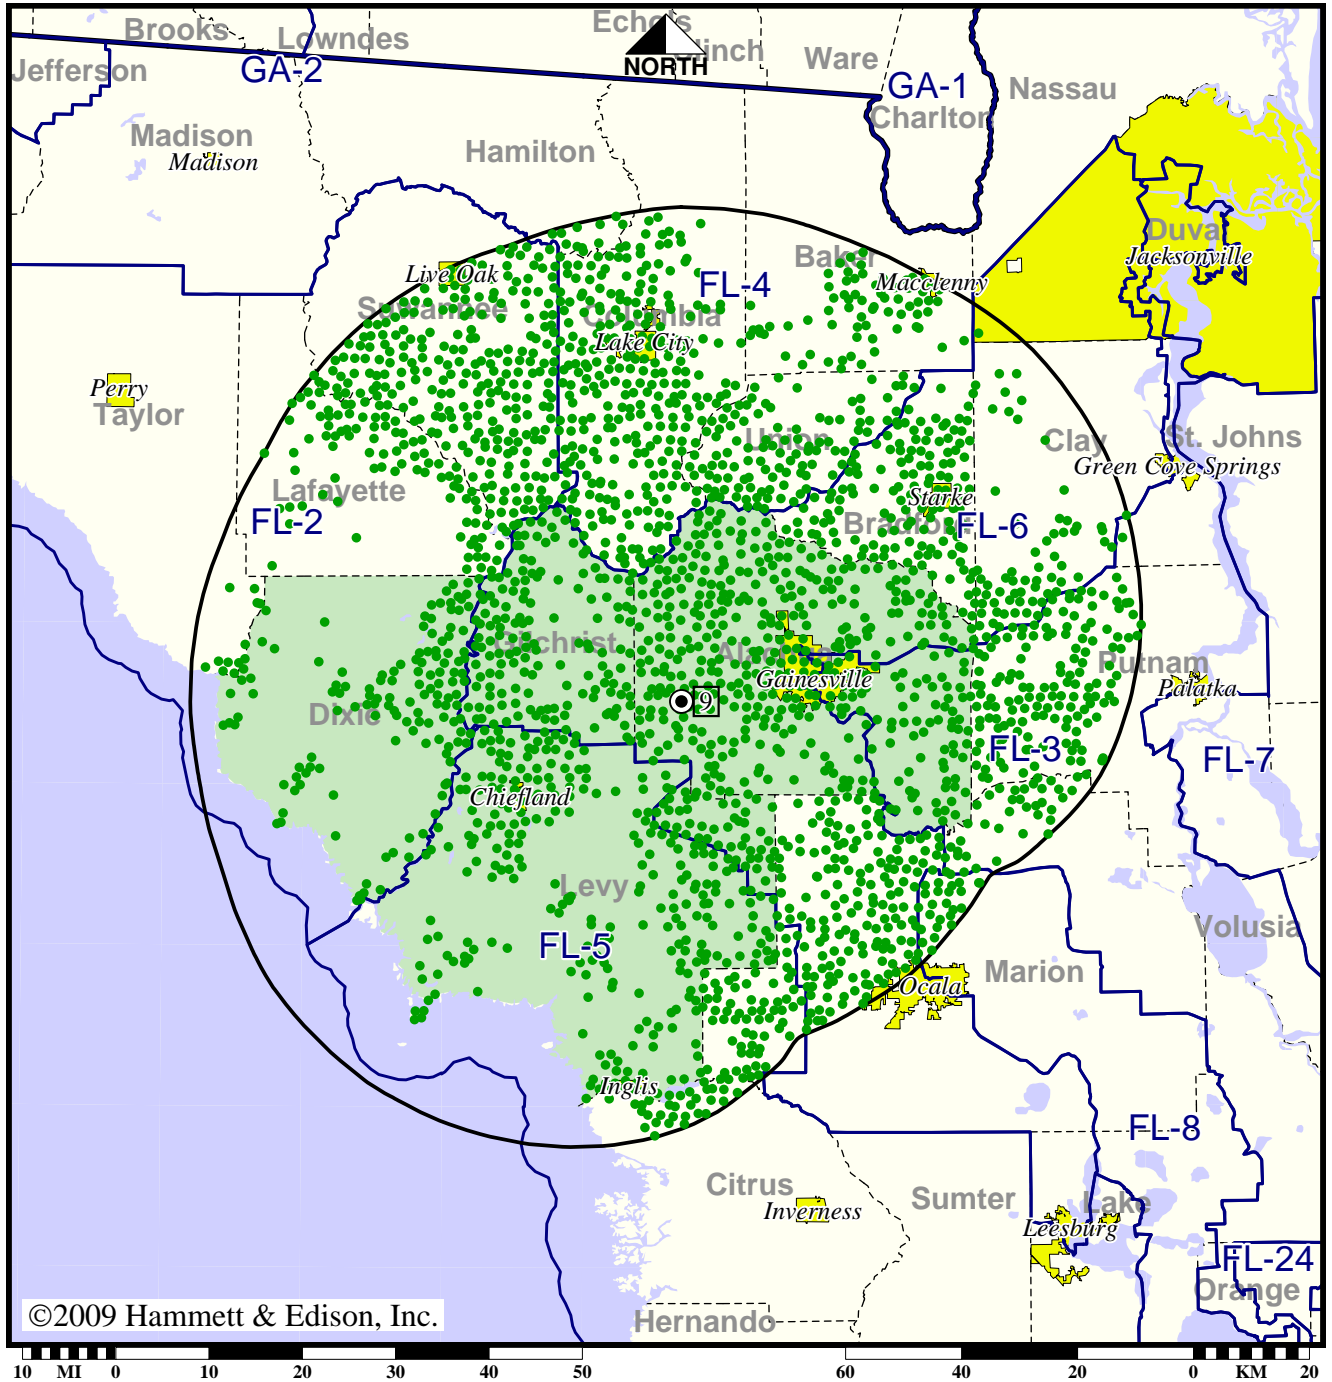 Brooks
Lowndes
Echols
Clinch
Ware
Jefferson
GA-2
NORTH
GA-1
Nassau
Charlton
Madison
Madison
Hamilton
Duval
Jacksonville
Baker
Macclenny
Live Oak
FL-4
Suwannee
Columbia
Lake City
Perry
Taylor
Union
Clay
St. Johns
Green Cove Springs
Lafayette
Starke
FL-2
Bradford
FL-6
Gilchrist
Alachua
Putnam
Gainesville
Palatka
9
Dixie
FL-3
FL-7
Chiefland
Levy
Volusia
FL-5
Marion
Ocala
Inglis
FL-8
Citrus
Sumter
Lake
Inverness
Leesburg
FL-24
Orange
©2009 Hammett & Edison, Inc.
Hernando
10 MI 0 10 20 30 40 50 60 40 20 0 KM 20